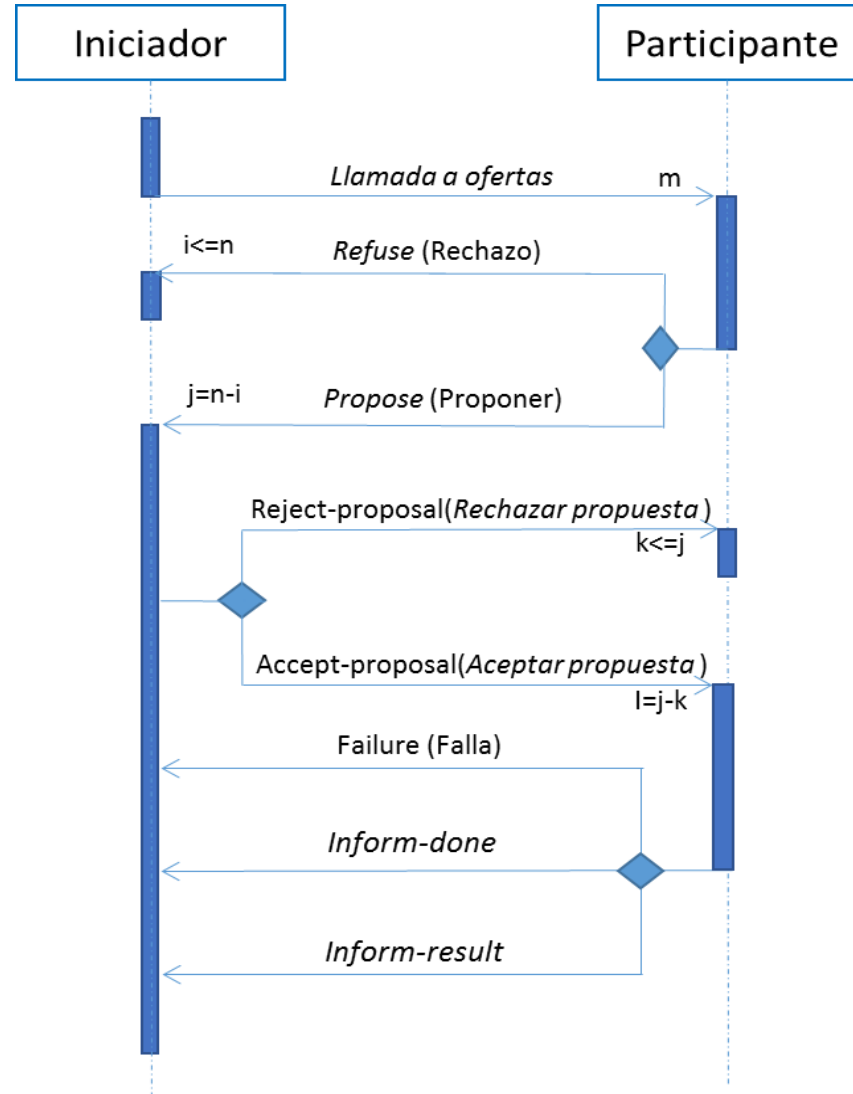 Iniciador
Participante
Llamada a ofertas
m
i<=n
Refuse (Rechazo)
j=n-i
Propose (Proponer)
Reject-proposal(Rechazar propuesta)
k<=j
Accept-proposal(Aceptar propuesta)
l=j-k
Failure (Falla)
Inform-done
Inform-result